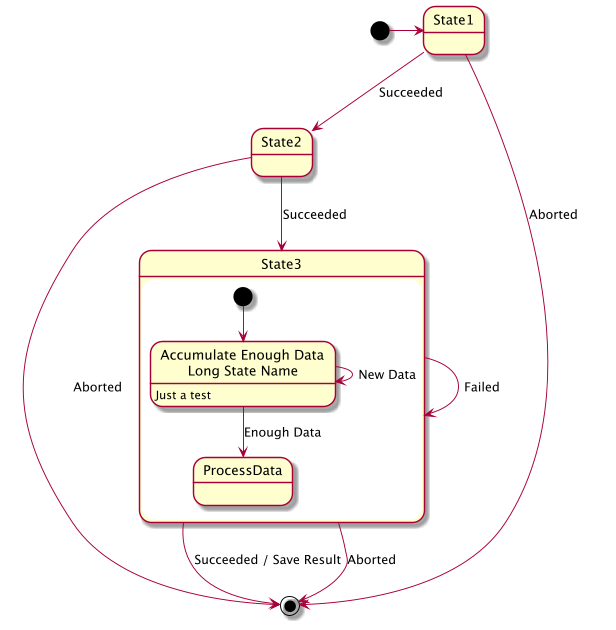 State1
Succeeded
State2
Aborted
Succeeded
State3
Accumulate Enough Data
Long State Name
Just a test
New Data
Failed
Aborted
Enough Data
ProcessData
Succeeded / Save Result
Aborted